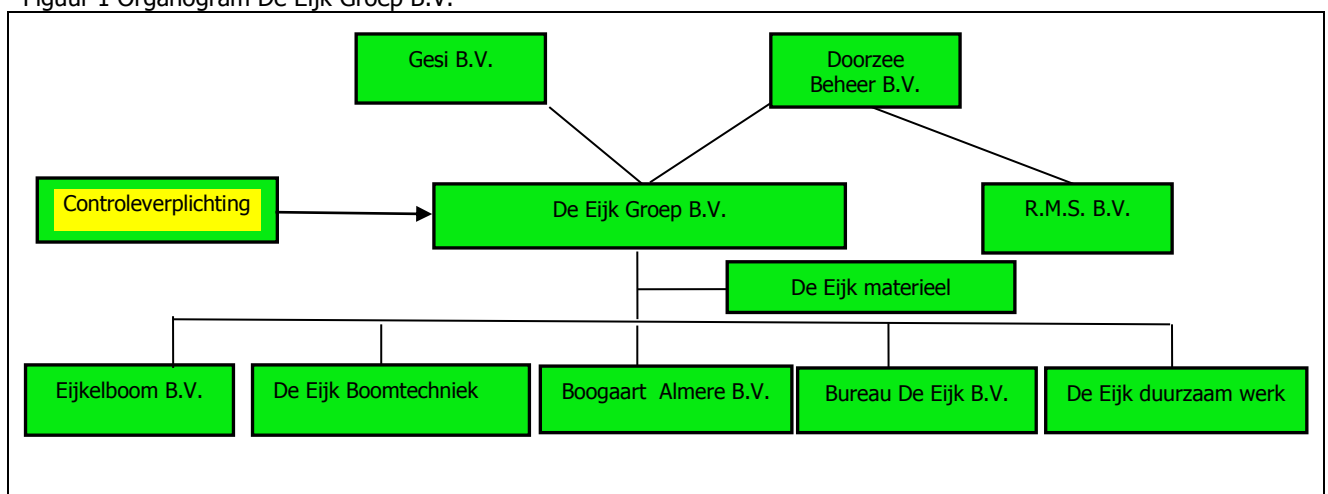 Figuur 1 Organogram De Eijk Groep B.V.
Gesi B.V.
Doorzee
Beheer B.V.
Controleverplichting
De Eijk Groep B.V.
R.M.S. B.V.
De Eijk materieel
Eijkelboom B.V.
De Eijk Boomtechniek
Boogaart Almere B.V.
Bureau De Eijk B.V.
De Eijk duurzaam werk